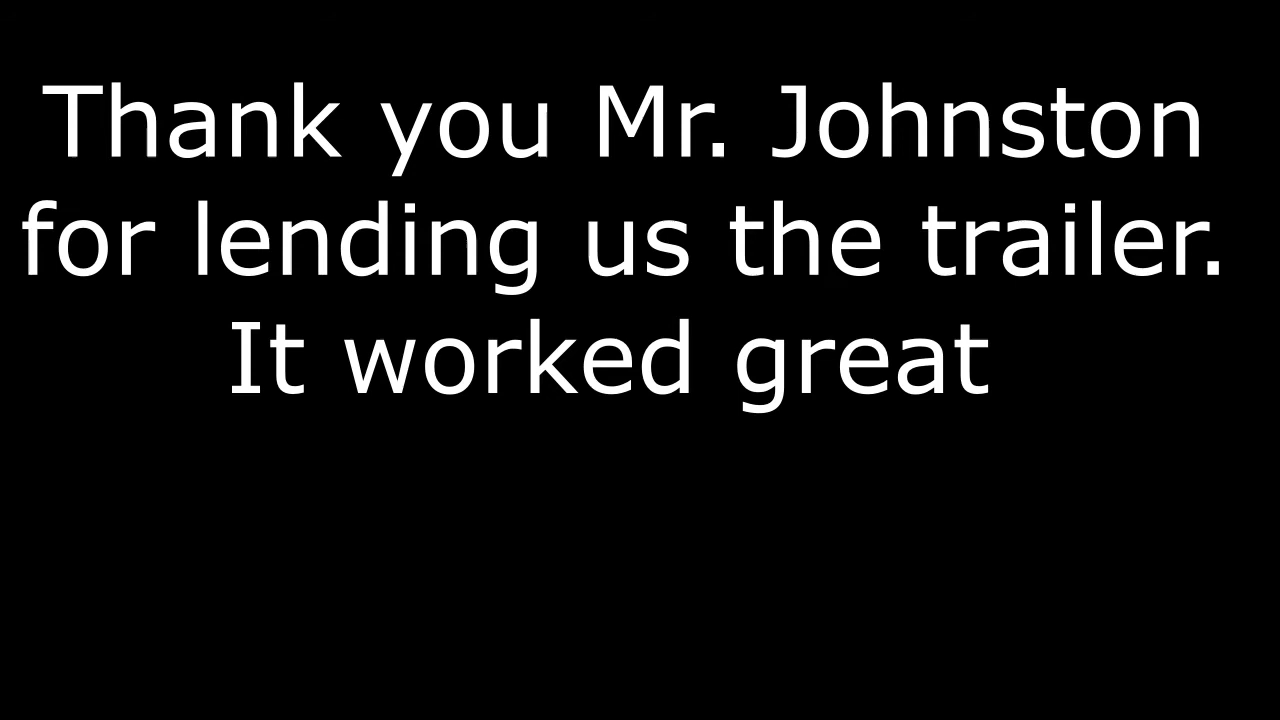 Thank you Mr. Johnston
for lending us the trailer.
It worked great